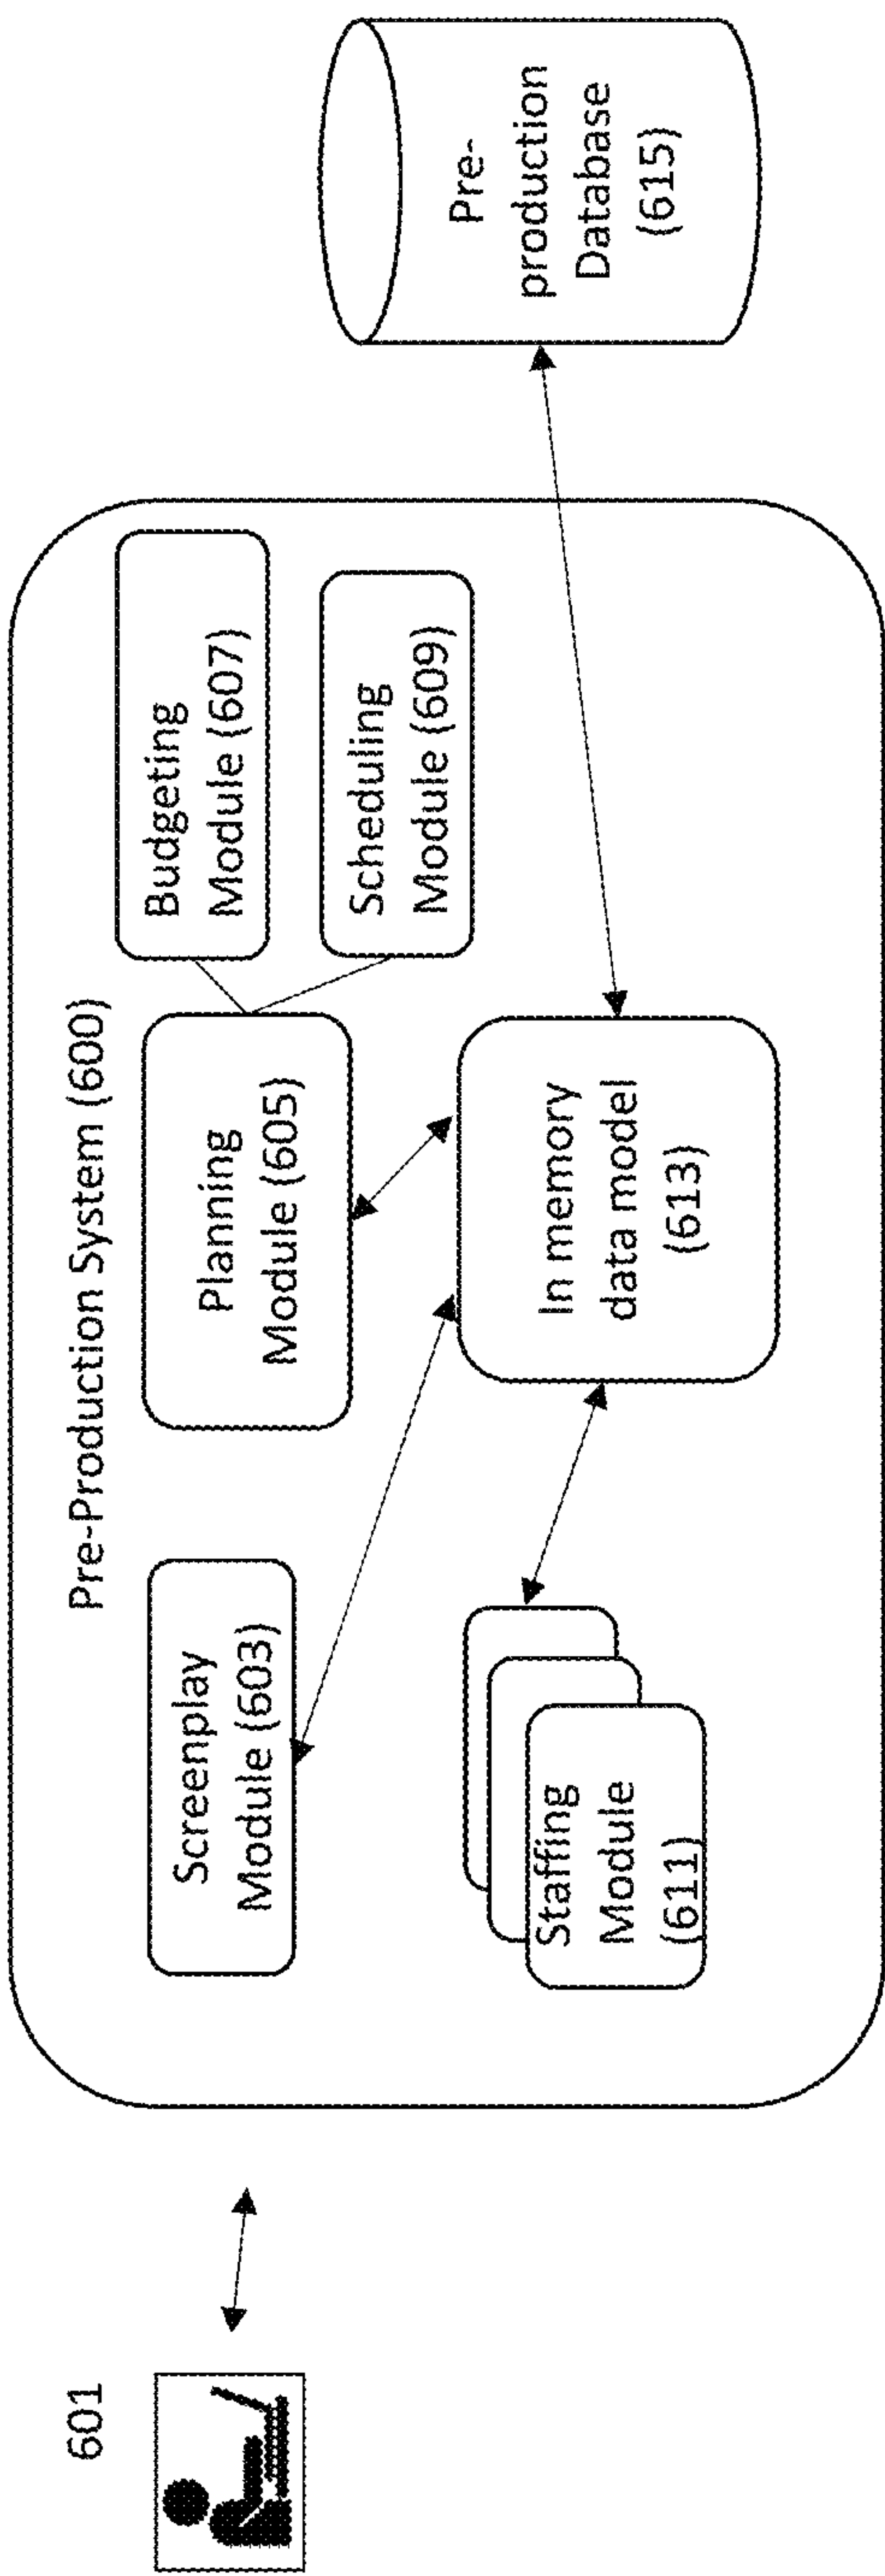 601
Pre-Production System (600)
Screenplay
Module (603)
Planning
Module (605)
Budgeting
Module (607)
Scheduling
Module (609)
Staffing
Module
(611)
In memory
data model
(613)
Pre-
production
Database
(615)